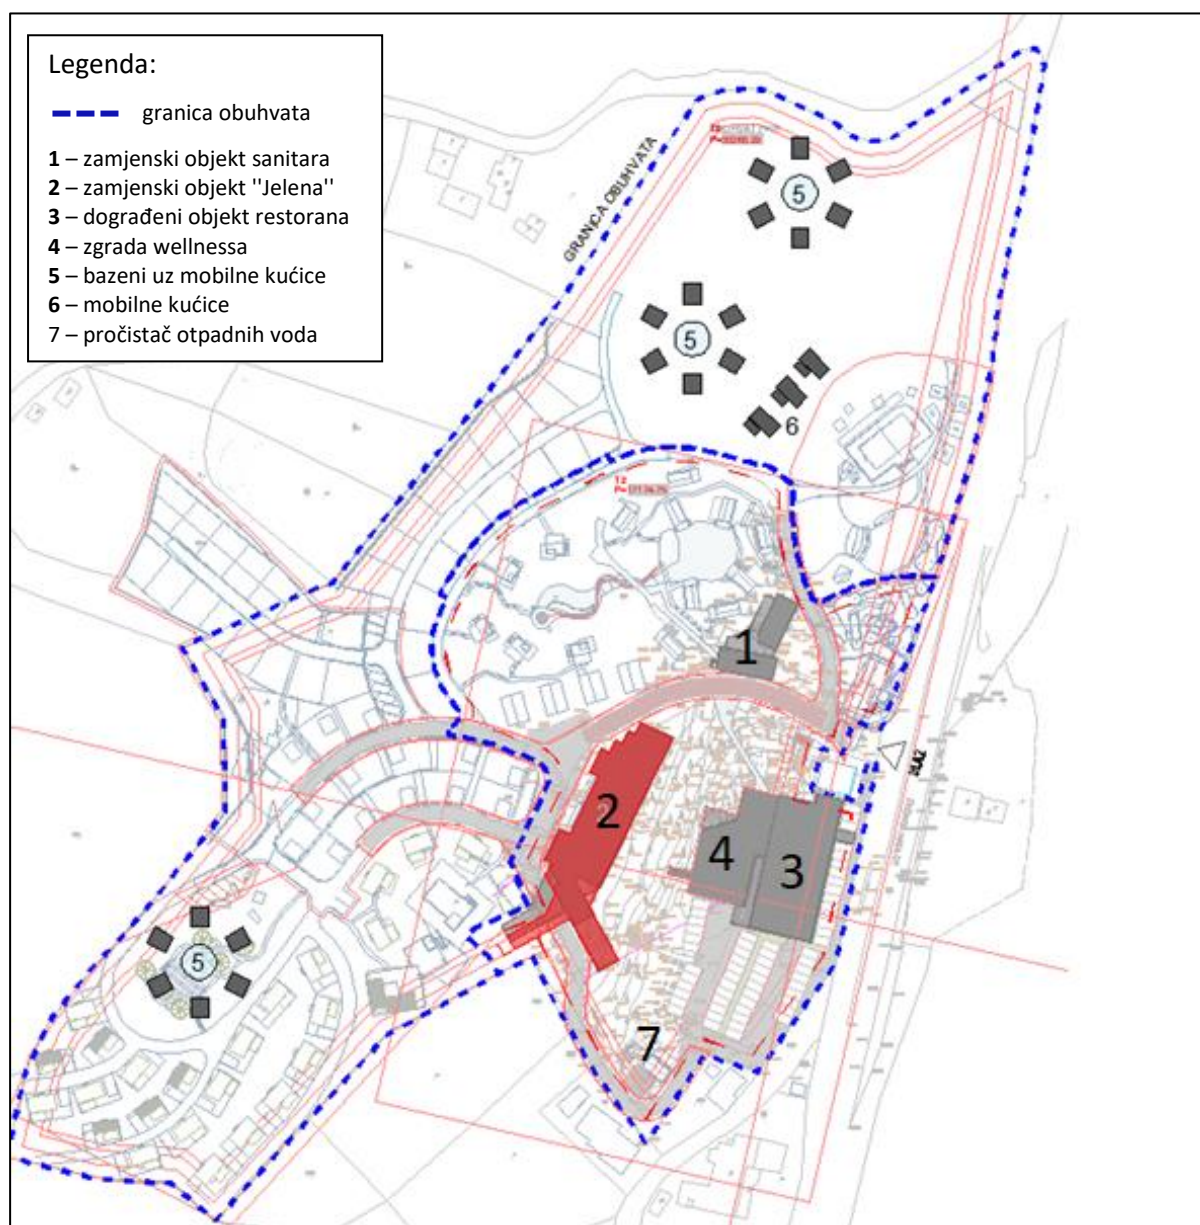 Legenda:
granica obuhvata
1 – zamjenski objekt sanitara
2 – zamjenski objekt "Jelena"
3 – dograđeni objekt restorana
4 – zgrada wellnessa
5 – bazeni uz mobilne kućice
6 – mobilne kućice
7 – pročistač otpadnih voda
GRANICA OBUHVATA
5
5
6
1
2
4
3
5
7